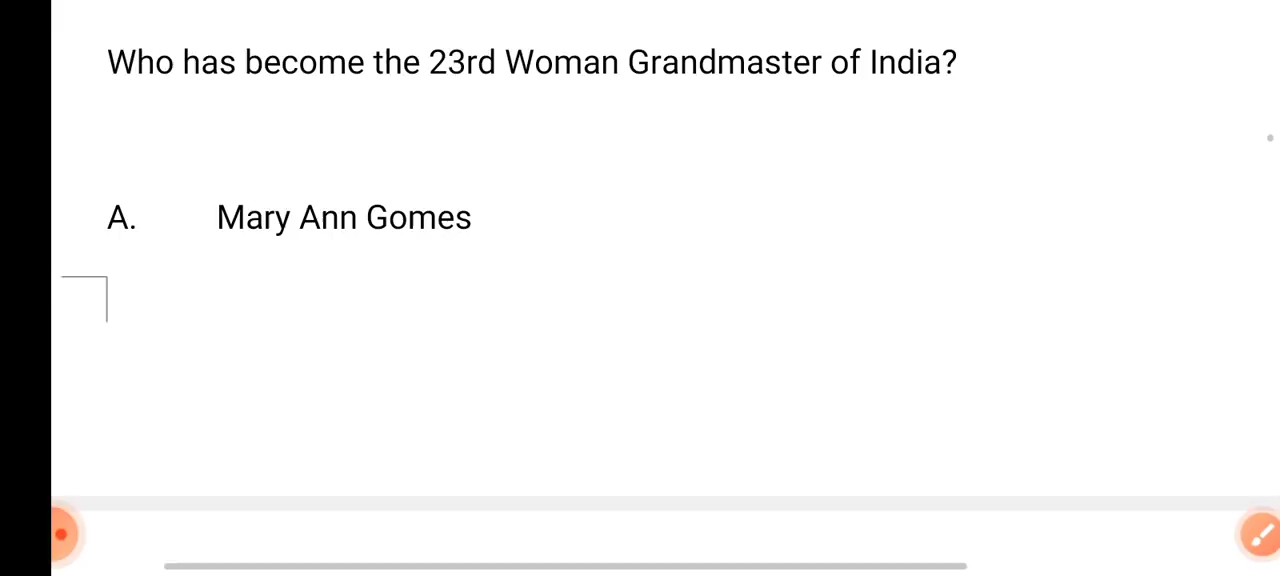 Who has become the 23rd Woman Grandmaster of India?
A. Mary Ann Gomes